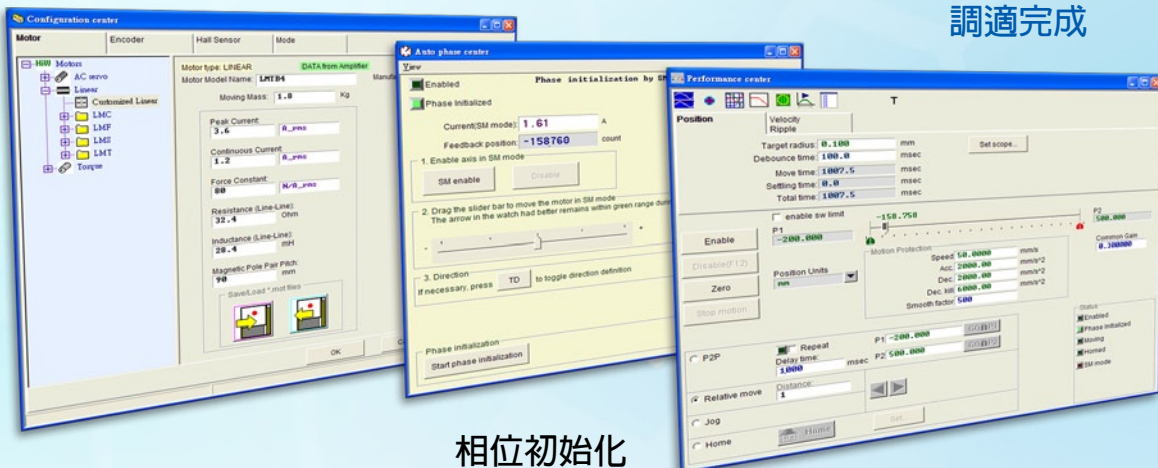 調適完成
Configuration center
Motor
Encoder
Hall Sensor
Mode
HIW Motors
AC servo
Linear
Customized Linear
LMC
LMF
LMS
LMT
Torque
Motor type: LINEAR
DATA from Amplifier
Motor Model Name: LMTB4
Moving Mass: 1.8 Kg
Peak Current:
3.6 A_rms
Continuous Current:
1.2 A_rms
Force Constant:
80 N/A_rms
Resistance (Line-Line):
32.4 Ohm
Inductance (Line-Line):
28.4 mH
Magnetic Pole Pair Pitch:
90 mm
Save/Load *.mot files
OK
Auto phase center
View
Enabled
Phase initialization by SM
Phase Initialized
Current(SM mode): 1.61 A
Feedback position: -158760 count
1. Enable axis in SM mode
SM enable
Disable
2. Drag the slider bar to move the motor in SM mode
The arrow in the watch had better remains within green range
- +
3. Direction
If necessary, press TD to toggle direction definition
Phase initialization
Start phase initialization
Performance center
T
Position
Velocity
Ripple
Target radius: 0.100 mm
Set scope...
Debounce time: 100.0 msec
Move time: 1007.5 msec
Settling time: 0.0 msec
Total time: 1007.5 msec
enable sw limit
-158.758
P2
500.000
P1
-200.000
Common Gain
0.300000
Enable
Disable(F12)
Zero
Stop motion
Position Units
mm
Motion Protection
Speed 50.0000 mm/s
Acc. 2000.00 mm/s^2
Dec. 2000.00 mm/s^2
Dec. kill 6000.00 mm/s^2
Smooth factor 500
Status
Enabled
Phase Initialized
Moving
Homed
SM mode
P2P
Repeat
Delay time:
1000 msec
P1 -200.000 GO P1
P2 500.000 GO P2
Relative move
Distance:
1
Jog
Home
Home
Set...
相位初始化